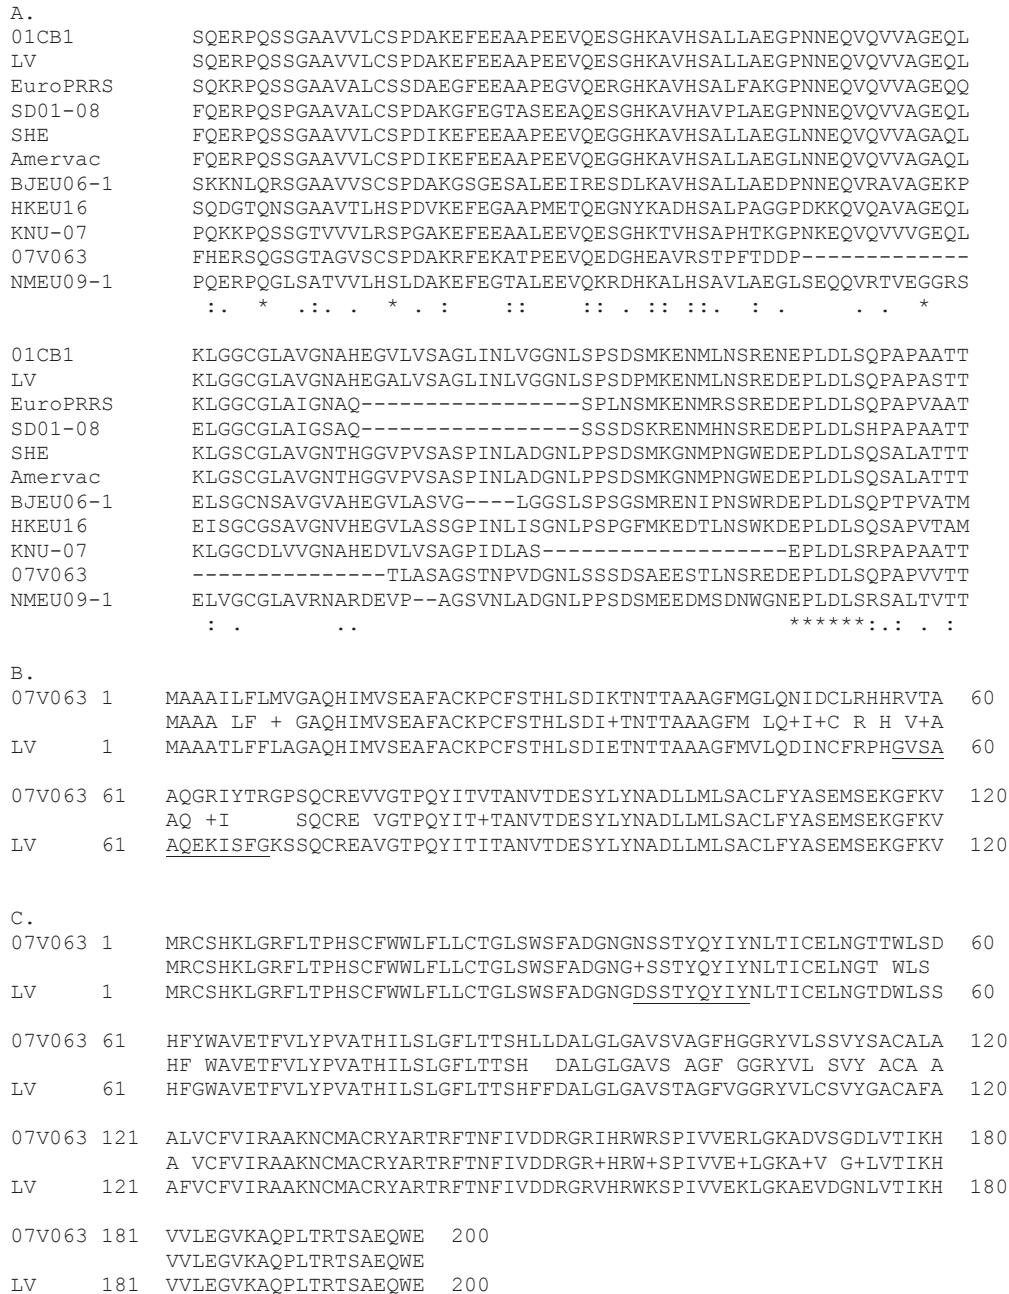 A.
01CB1 SQERPQSSGAAVVLCSPDAKEFEEAAPEEVQESGHKAVHSALLAEGPNNEQVQVVAGEQL
LV SQERPQSSGAAVVLCSPDAKEFEEAAPEEVQESGHKAVHSALLAEGPNNEQVQVVAGEQL
EuroPRRS SQKRPQSSGAAVALCSSDAEGFEEAAPEGVQERGHKAVHSALFAKGPNNEQVQVVAGEQQ
SD01-08 FQERPQSPGAAVALCSPDAKGFEGTASEEAQESGHKAVHAVPLAEGPNNEQVQVVAGEQL
SHE FQERPQSSGAAVVLCSPDIKEFEEAAPEEVQEGGHKAVHSALLAEGLNNEQVQVVAGAQL
Amervac FQERPQSSGAAVVLCSPDIKEFEEAAPEEVQEGGHKAVHSALLAEGLNNEQVQVVAGAQL
BJEU06-1 SKKNLQRSGAAVVSCSPDAKGSGESALEEIRESDLKAVHSALLAEDPNNEQVRAVAGEKP
HKEU16 SQDGTQNSGAAVTLHSPDVKEFEGAAPMETQEGNYKADHSALPAGGPDKKQVQAVAGEQL
KNU-07 PQKKPQSSGTVVVLRSPGAKEFEEAALEEVQESGHKTVHSAPHTKGPNKEQVQVVVGEQL
07V063 FHERSQGSGTAGVSCSPDAKRFEKATPEEVQEDGHEAVRSTPFTDDP-------------
NMEU09-1 PQERPQGLSATVVLHSLDAKEFEGTALEEVQKRDHKALHSAVLAEGLSEQQVRTVEGGRS
:. * .:. . * . : :: :: . :: ::. : . . . *
01CB1 KLGGCGLAVGNAHEGVLVSAGLINLVGGNLSPSDSMKENMLNSRENEPLDLSQPAPAATT
LV KLGGCGLAVGNAHEGALVSAGLINLVGGNLSPSDPMKENMLNSREDEPLDLSQPAPASTT
EuroPRRS KLGGCGLAIGNAQ-----------------SPLNSMKENMRSSREDEPLDLSQPAPVAAT
SD01-08 ELGGCGLAIGSAQ-----------------SSSDSKRENMHNSREDEPLDLSHPAPAATT
SHE KLGSCGLAVGNTHGGVPVSASPINLADGNLPPSDSMKGNMPNGWEDEPLDLSQSALATTT
Amervac KLGSCGLAVGNTHGGVPVSASPINLADGNLPPSDSMKGNMPNGWEDEPLDLSQSALATTT
BJEU06-1 ELSGCNSAVGVAHEGVLASVG----LGGSLSPSGSMRENIPNSWRDEPLDLSQPTPVATM
HKEU16 EISGCGSAVGNVHEGVLASSGPINLISGNLPSPGFMKEDTLNSWKDEPLDLSQSAPVTAM
KNU-07 KLGGCDLVVGNAHEDVLVSAGPIDLAS-------------------EPLDLSRPAPAATT
07V063 ---------------TLASAGSTNPVDGNLSSSDSAEESTLNSREDEPLDLSQPAPVVTT
NMEU09-1 ELVGCGLAVRNARDEVP--AGSVNLADGNLPPSDSMEEDMSDNWGNEPLDLSRSALTVTT
: . .. ******:.: . :
B.
07V063 1 MAAAILFLMVGAQHIMVSEAFACKPCFSTHLSDIKTNTTAAAGFMGLQNIDCLRHHRVTA 60
MAAA LF + GAQHIMVSEAFACKPCFSTHLSDI+TNTTAAAGFM LQ+I+C R H V+A
LV 1 MAAATLFFLAGAQHIMVSEAFACKPCFSTHLSDIETNTTAAAGFMVLQDINCFRPHGVSA 60
07V063 61 AQGRIYTRGPSQCREVVGTPQYITVTANVTDESYLYNADLLMLSACLFYASEMSEKGFKV 120
AQ +I SQCRE VGTPQYIT+TANVTDESYLYNADLLMLSACLFYASEMSEKGFKV
LV 61 AQEKISFGKSSQCREAVGTPQYITITANVTDESYLYNADLLMLSACLFYASEMSEKGFKV 120
C.
07V063 1 MRCSHKLGRFLTPHSCFWWLFLLCTGLSWSFADGNGNSSTYQYIYNLTICELNGTTWLSD 60
MRCSHKLGRFLTPHSCFWWLFLLCTGLSWSFADGNG+SSTYQYIYNLTICELNGT WLS
LV 1 MRCSHKLGRFLTPHSCFWWLFLLCTGLSWSFADGNGDSSTYQYIYNLTICELNGTDWLSS 60
07V063 61 HFYWAVETFVLYPVATHILSLGFLTTSHLLDALGLGAVSVAGFHGGRYVLSSVYSACALA 120
HF WAVETFVLYPVATHILSLGFLTTSH DALGLGAVS AGF GGRYVL SVY ACA A
LV 61 HFGWAVETFVLYPVATHILSLGFLTTSHFFDALGLGAVSTAGFVGGRYVLCSVYGACAFA 120
07V063 121 ALVCFVIRAAKNCMACRYARTRFTNFIVDDRGRIHRWRSPIVVERLGKADVSGDLVTIKH 180
A VCFVIRAAKNCMACRYARTRFTNFIVDDRGR+HRW+SPIVVE+LGKA+V G+LVTIKH
LV 121 AFVCFVIRAAKNCMACRYARTRFTNFIVDDRGRVHRWKSPIVVEKLGKAEVDGNLVTIKH 180
07V063 181 VVLEGVKAQPLTRTSAEQWE 200
VVLEGVKAQPLTRTSAEQWE
LV 181 VVLEGVKAQPLTRTSAEQWE 200